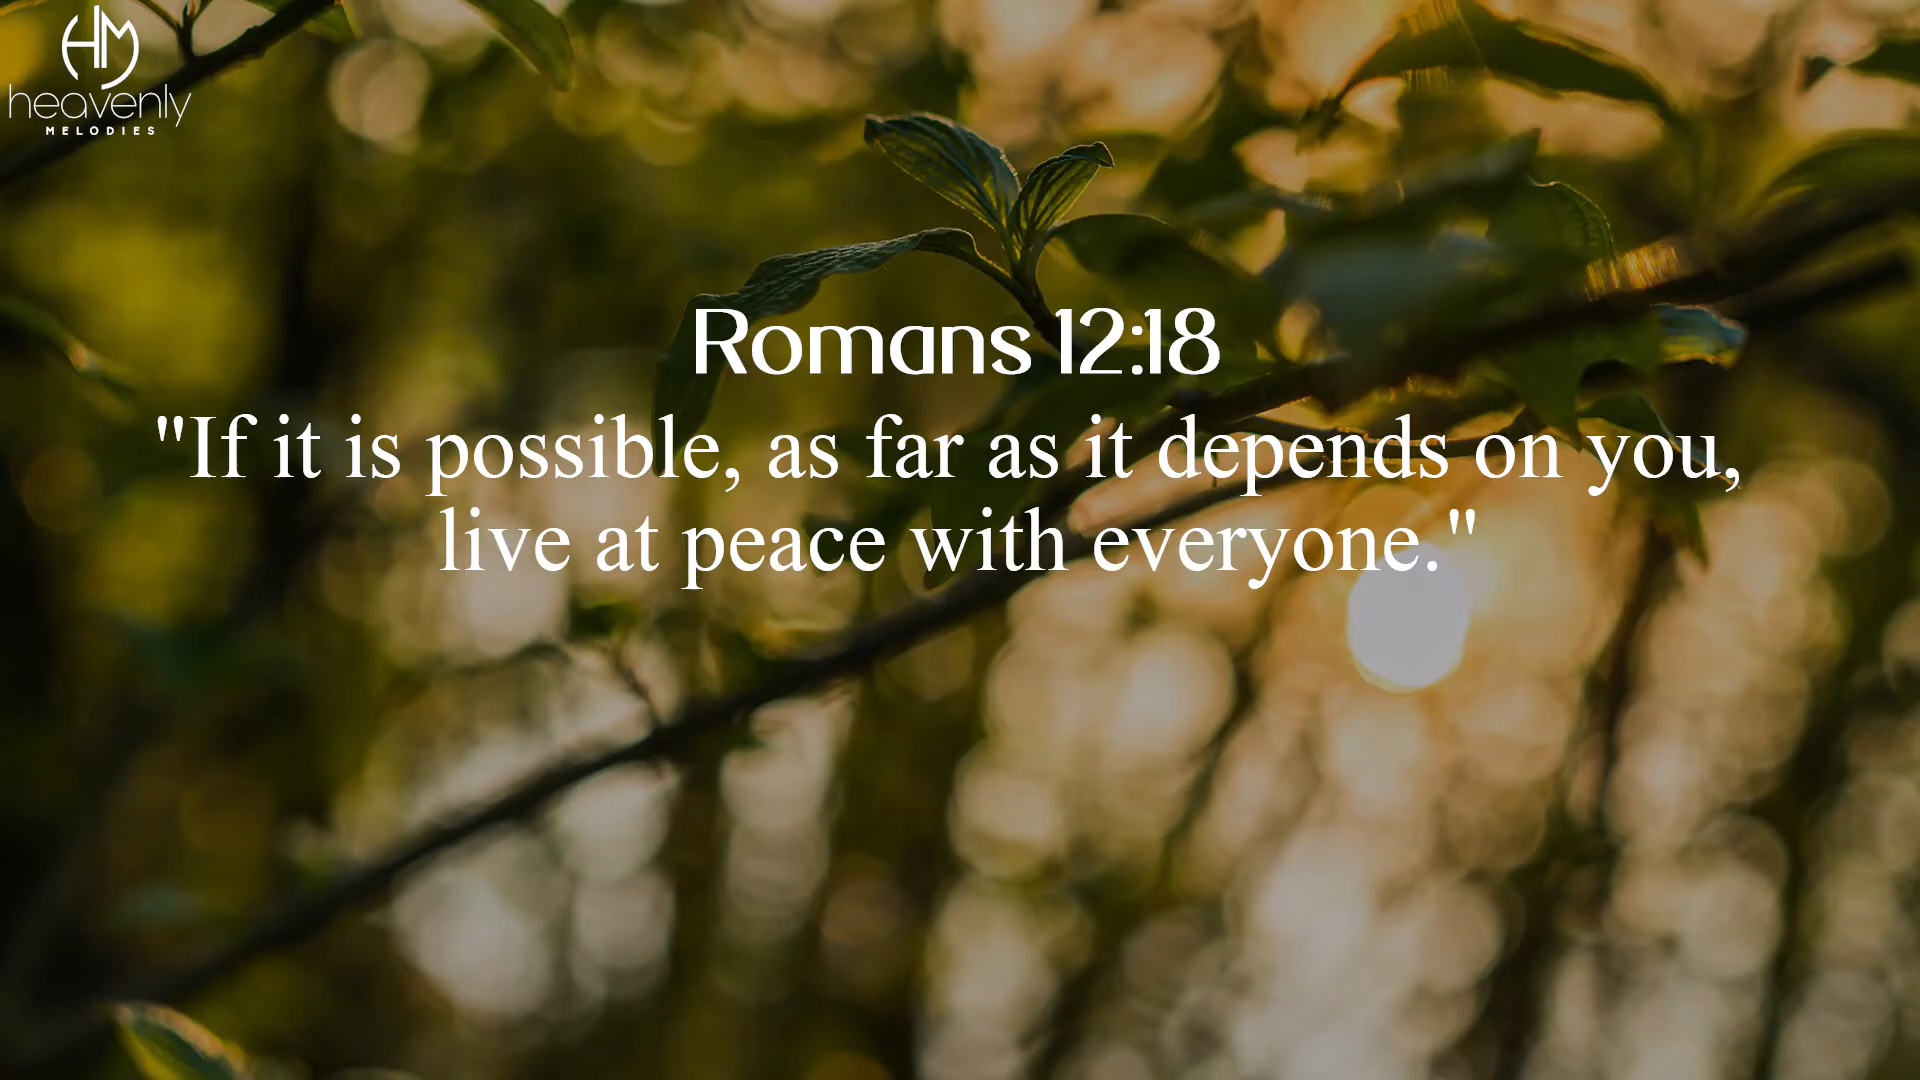 HM
heavenly
MELODIES
Romans 12:18
"If it is possible, as far as it depends on you,
live at peace with everyone."